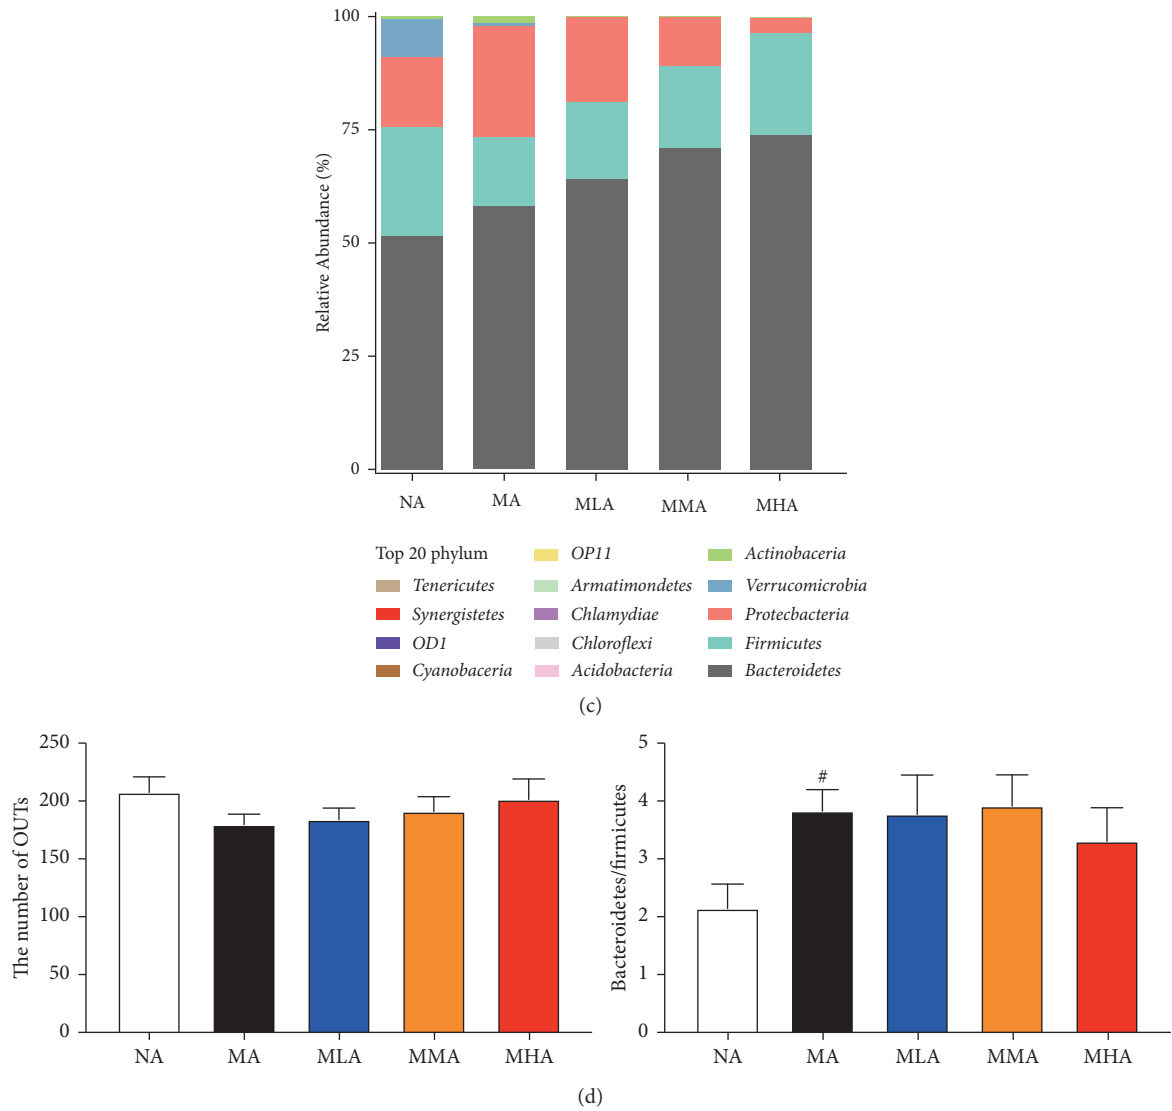 100
75
50
25
0
Relative Abundance (%)
NA MA MLA MMA MHA
Top 20 phylum OP11 Actinobaceria
Tenericutes Armatimondetes Verrucomicrobia
Synergistetes Chlamydiae Protecbacteria
OD1 Chloroflexi Firmicutes
Cyanobaceria Acidobacteria Bacteroidetes
(c)
250
200
150
100
50
0
The number of OUTs
NA MA MLA MMA MHA
5
4
3
2
1
0
Bacteroidetes/firmicutes
#
NA MA MLA MMA MHA
(d)